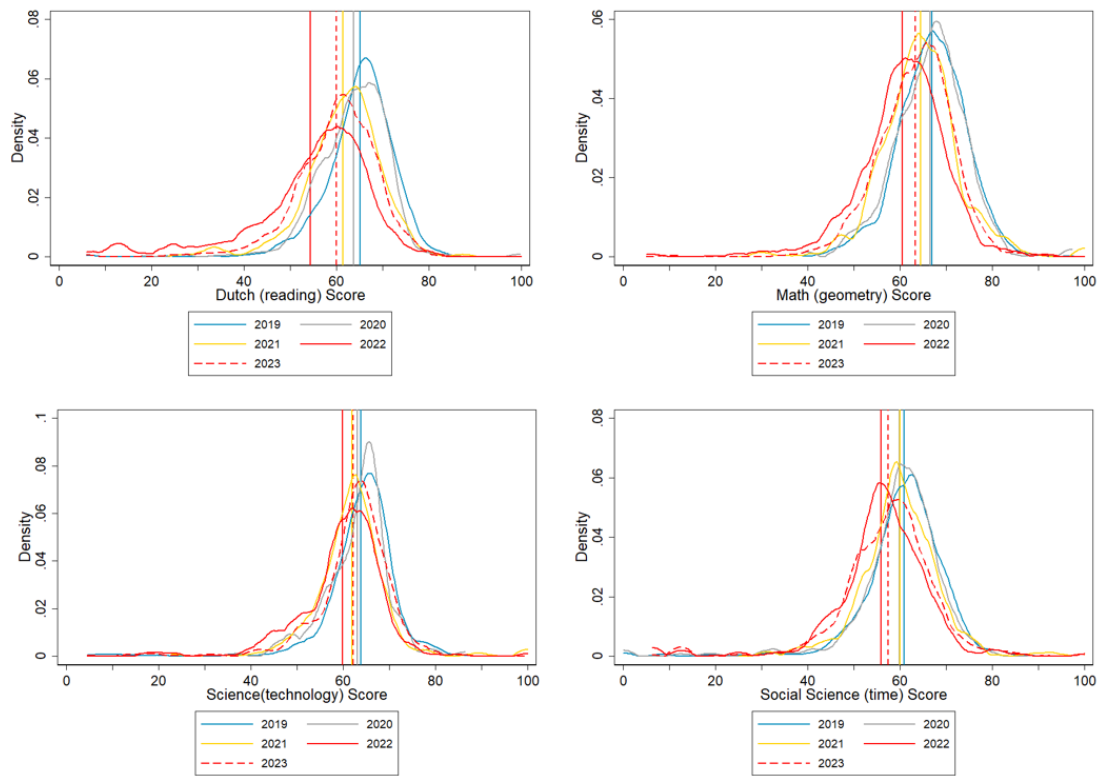 .08
.06
.04
.02
0
Density
0 20 40 60 80 100
Dutch (reading) Score
2019 2020
2021 2022
2023
.06
.04
.02
0
Density
0 20 40 60 80 100
Math (geometry) Score
2019 2020
2021 2022
2023
.1
.08
.06
.04
.02
0
Density
0 20 40 60 80 100
Science(technology) Score
2019 2020
2021 2022
2023
.08
.06
.04
.02
0
Density
0 20 40 60 80 100
Social Science (time) Score
2019 2020
2021 2022
2023